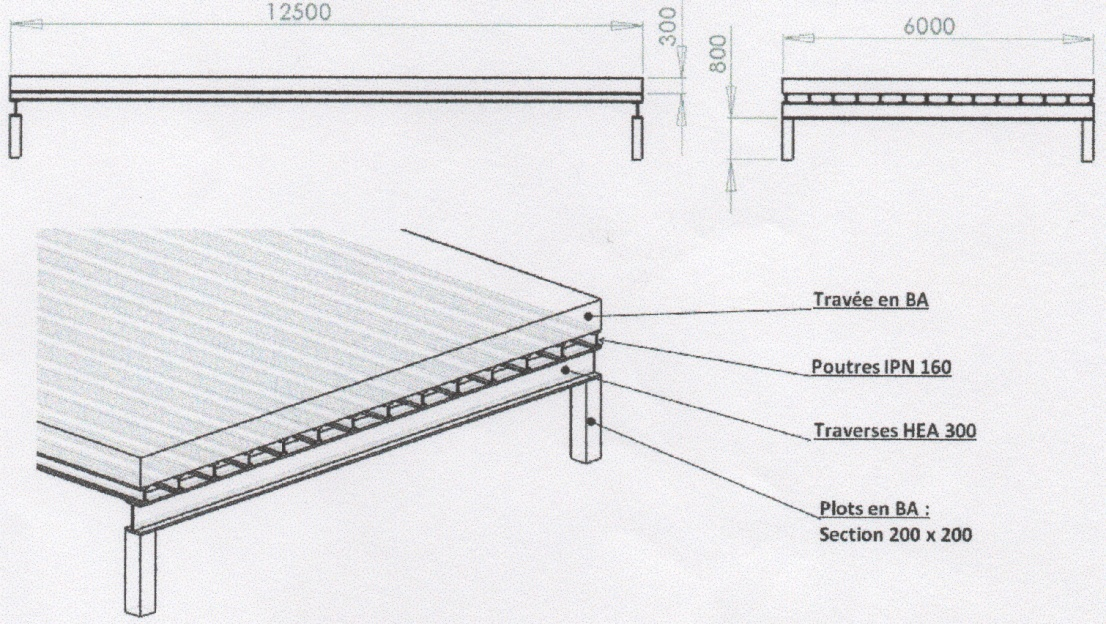 12500
300
800
6000
Travée en BA
Poutres IPN 160
Traverses HEA 300
Plots en BA :
Section 200 x 200